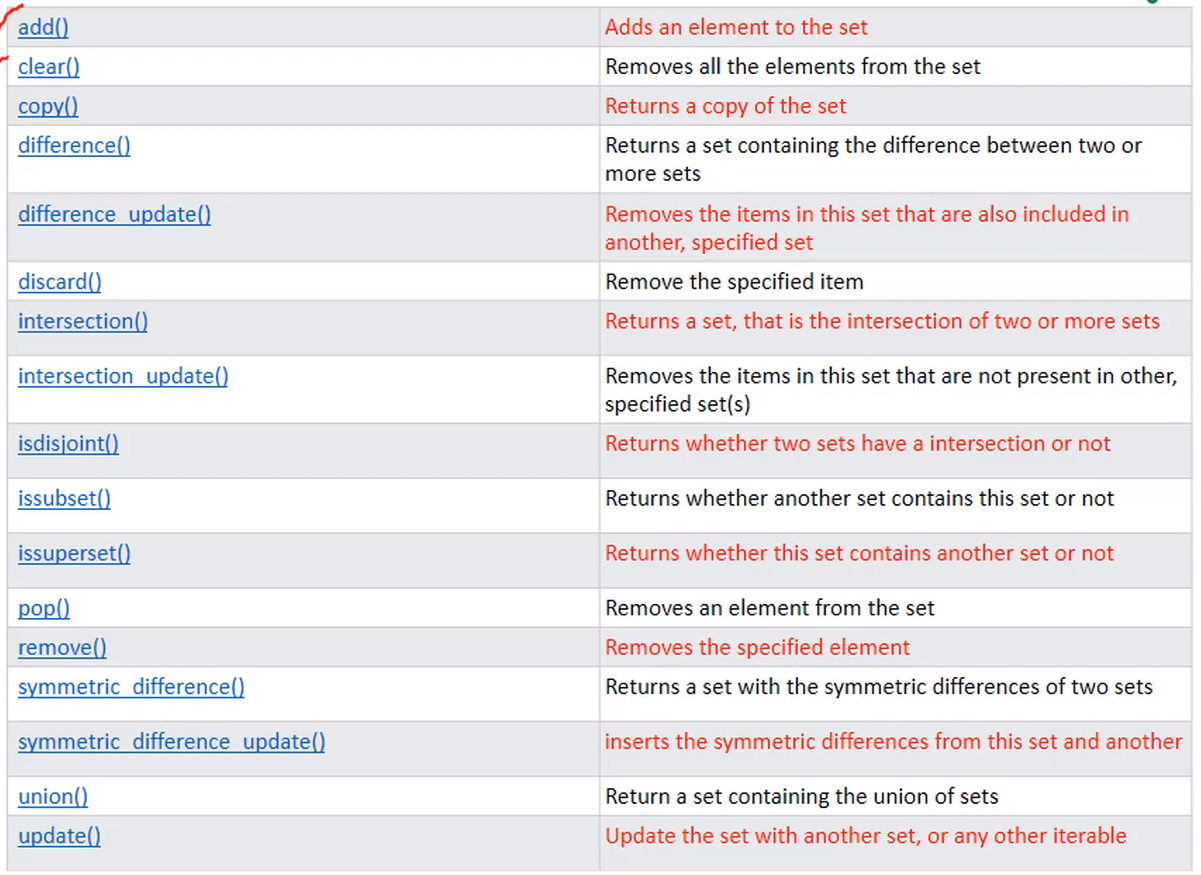 add() Adds an element to the set
clear() Removes all the elements from the set
copy() Returns a copy of the set
difference() Returns a set containing the difference between two or
more sets
difference_update() Removes the items in this set that are also included in
another, specified set
discard() Remove the specified item
intersection() Returns a set, that is the intersection of two or more sets
intersection_update() Removes the items in this set that are not present in other,
specified set(s)
isdisjoint() Returns whether two sets have a intersection or not
issubset() Returns whether another set contains this set or not
issuperset() Returns whether this set contains another set or not
pop() Removes an element from the set
remove() Removes the specified element
symmetric_difference() Returns a set with the symmetric differences of two sets
symmetric_difference_update() inserts the symmetric differences from this set and another
union() Return a set containing the union of sets
update() Update the set with another set, or any other iterable